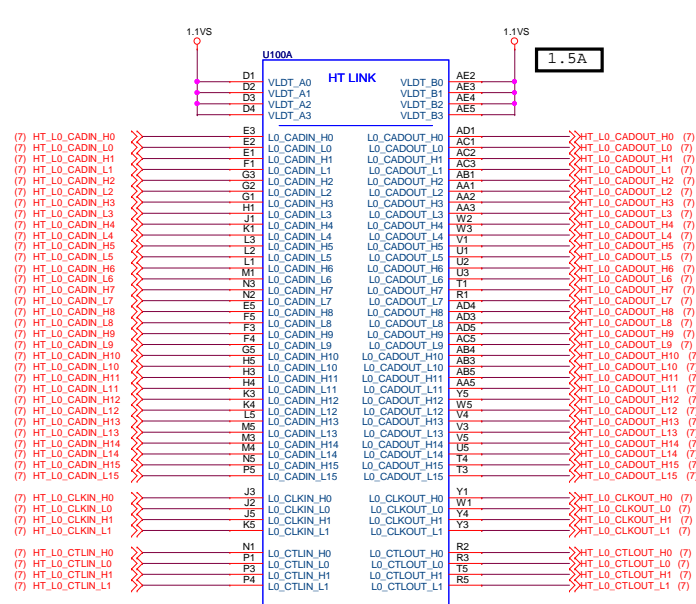 1.1VS 1.1VS
1.5A
U100A
HT LINK
D1 VLDT_A0 VLDT_B0 AE2
D2 VLDT_A1 VLDT_B1 AE3
D3 VLDT_A2 VLDT_B2 AE4
D4 VLDT_A3 VLDT_B3 AE5
(7) HT_L0_CADIN_H0 E3 L0_CADIN_H0 L0_CADOUT_H0 AD1 HT_L0_CADOUT_H0 (7)
(7) HT_L0_CADIN_L0 E2 L0_CADIN_L0 L0_CADOUT_L0 AC1 HT_L0_CADOUT_L0 (7)
(7) HT_L0_CADIN_H1 E1 L0_CADIN_H1 L0_CADOUT_H1 AC2 HT_L0_CADOUT_H1 (7)
(7) HT_L0_CADIN_L1 F1 L0_CADIN_L1 L0_CADOUT_L1 AC3 HT_L0_CADOUT_L1 (7)
(7) HT_L0_CADIN_H2 G3 L0_CADIN_H2 L0_CADOUT_H2 AB1 HT_L0_CADOUT_H2 (7)
(7) HT_L0_CADIN_L2 G2 L0_CADIN_L2 L0_CADOUT_L2 AA1 HT_L0_CADOUT_L2 (7)
(7) HT_L0_CADIN_H3 G1 L0_CADIN_H3 L0_CADOUT_H3 AA2 HT_L0_CADOUT_H3 (7)
(7) HT_L0_CADIN_L3 H1 L0_CADIN_L3 L0_CADOUT_L3 AA3 HT_L0_CADOUT_L3 (7)
(7) HT_L0_CADIN_H4 J1 L0_CADIN_H4 L0_CADOUT_H4 W2 HT_L0_CADOUT_H4 (7)
(7) HT_L0_CADIN_L4 K1 L0_CADIN_L4 L0_CADOUT_L4 W3 HT_L0_CADOUT_L4 (7)
(7) HT_L0_CADIN_H5 L3 L0_CADIN_H5 L0_CADOUT_H5 V1 HT_L0_CADOUT_H5 (7)
(7) HT_L0_CADIN_L5 L2 L0_CADIN_L5 L0_CADOUT_L5 U1 HT_L0_CADOUT_L5 (7)
(7) HT_L0_CADIN_H6 L1 L0_CADIN_H6 L0_CADOUT_H6 U2 HT_L0_CADOUT_H6 (7)
(7) HT_L0_CADIN_L6 M1 L0_CADIN_L6 L0_CADOUT_L6 U3 HT_L0_CADOUT_L6 (7)
(7) HT_L0_CADIN_H7 N3 L0_CADIN_H7 L0_CADOUT_H7 T1 HT_L0_CADOUT_H7 (7)
(7) HT_L0_CADIN_L7 N2 L0_CADIN_L7 L0_CADOUT_L7 R1 HT_L0_CADOUT_L7 (7)
(7) HT_L0_CADIN_H8 E5 L0_CADIN_H8 L0_CADOUT_H8 AD4 HT_L0_CADOUT_H8 (7)
(7) HT_L0_CADIN_L8 F5 L0_CADIN_L8 L0_CADOUT_L8 AD3 HT_L0_CADOUT_L8 (7)
(7) HT_L0_CADIN_H9 F3 L0_CADIN_H9 L0_CADOUT_H9 AD5 HT_L0_CADOUT_H9 (7)
(7) HT_L0_CADIN_L9 F4 L0_CADIN_L9 L0_CADOUT_L9 AC5 HT_L0_CADOUT_L9 (7)
(7) HT_L0_CADIN_H10 G5 L0_CADIN_H10 L0_CADOUT_H10 AB4 HT_L0_CADOUT_H10 (7
(7) HT_L0_CADIN_L10 H5 L0_CADIN_L10 L0_CADOUT_L10 AB3 HT_L0_CADOUT_L10 (7
(7) HT_L0_CADIN_H11 H3 L0_CADIN_H11 L0_CADOUT_H11 AB5 HT_L0_CADOUT_H11 (7
(7) HT_L0_CADIN_L11 H4 L0_CADIN_L11 L0_CADOUT_L11 AA5 HT_L0_CADOUT_L11 (7
(7) HT_L0_CADIN_H12 K3 L0_CADIN_H12 L0_CADOUT_H12 Y5 HT_L0_CADOUT_H12 (7
(7) HT_L0_CADIN_L12 K4 L0_CADIN_L12 L0_CADOUT_L12 W5 HT_L0_CADOUT_L12 (7
(7) HT_L0_CADIN_H13 L5 L0_CADIN_H13 L0_CADOUT_H13 V4 HT_L0_CADOUT_H13 (7
(7) HT_L0_CADIN_L13 M5 L0_CADIN_L13 L0_CADOUT_L13 V3 HT_L0_CADOUT_L13 (7
(7) HT_L0_CADIN_H14 M3 L0_CADIN_H14 L0_CADOUT_H14 V5 HT_L0_CADOUT_H14 (7
(7) HT_L0_CADIN_L14 M4 L0_CADIN_L14 L0_CADOUT_L14 U5 HT_L0_CADOUT_L14 (7
(7) HT_L0_CADIN_H15 N5 L0_CADIN_H15 L0_CADOUT_H15 T4 HT_L0_CADOUT_H15 (7
(7) HT_L0_CADIN_L15 P5 L0_CADIN_L15 L0_CADOUT_L15 T3 HT_L0_CADOUT_L15 (7
(7) HT_L0_CLKIN_H0 J3 L0_CLKIN_H0 L0_CLKOUT_H0 Y1 HT_L0_CLKOUT_H0 (7)
(7) HT_L0_CLKIN_L0 J2 L0_CLKIN_L0 L0_CLKOUT_L0 W1 HT_L0_CLKOUT_L0 (7)
(7) HT_L0_CLKIN_H1 J5 L0_CLKIN_H1 L0_CLKOUT_H1 Y4 HT_L0_CLKOUT_H1 (7)
(7) HT_L0_CLKIN_L1 K5 L0_CLKIN_L1 L0_CLKOUT_L1 Y3 HT_L0_CLKOUT_L1 (7)
(7) HT_L0_CTLIN_H0 N1 L0_CTLIN_H0 L0_CTLOUT_H0 R2 HT_L0_CTLOUT_H0 (7)
(7) HT_L0_CTLIN_L0 P1 L0_CTLIN_L0 L0_CTLOUT_L0 R3 HT_L0_CTLOUT_L0 (7)
(7) HT_L0_CTLIN_H1 P3 L0_CTLIN_H1 L0_CTLOUT_H1 T5 HT_L0_CTLOUT_H1 (7)
(7) HT_L0_CTLIN_L1 P4 L0_CTLIN_L1 L0_CTLOUT_L1 R5 HT_L0_CTLOUT_L1 (7)